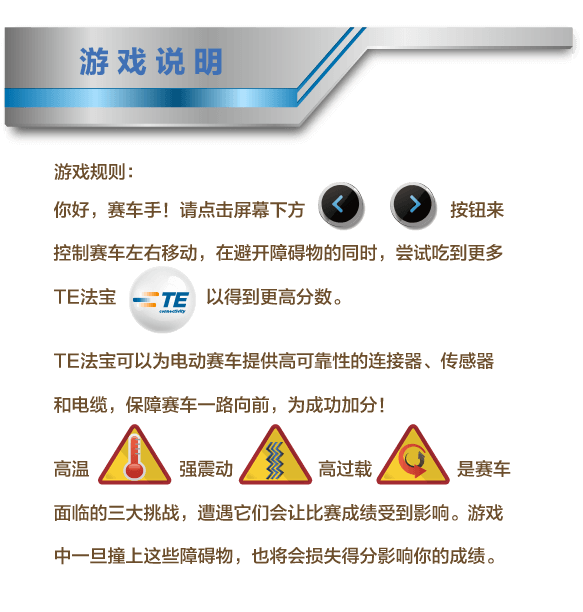 游戏说明
游戏规则：
你好，赛车手！请点击屏幕下方 按钮来
控制赛车左右移动，在避开障碍物的同时，尝试吃到更多
TE法宝 TE connectivity 以得到更高分数。
TE法宝可以为电动赛车提供高可靠性的连接器、传感器
和电缆，保障赛车一路向前，为成功加分！
高温 强震动 高过载 是赛车
面临的三大挑战，遭遇它们会让比赛成绩受到影响。游戏
中一旦撞上这些障碍物，也将会损失得分影响你的成绩。